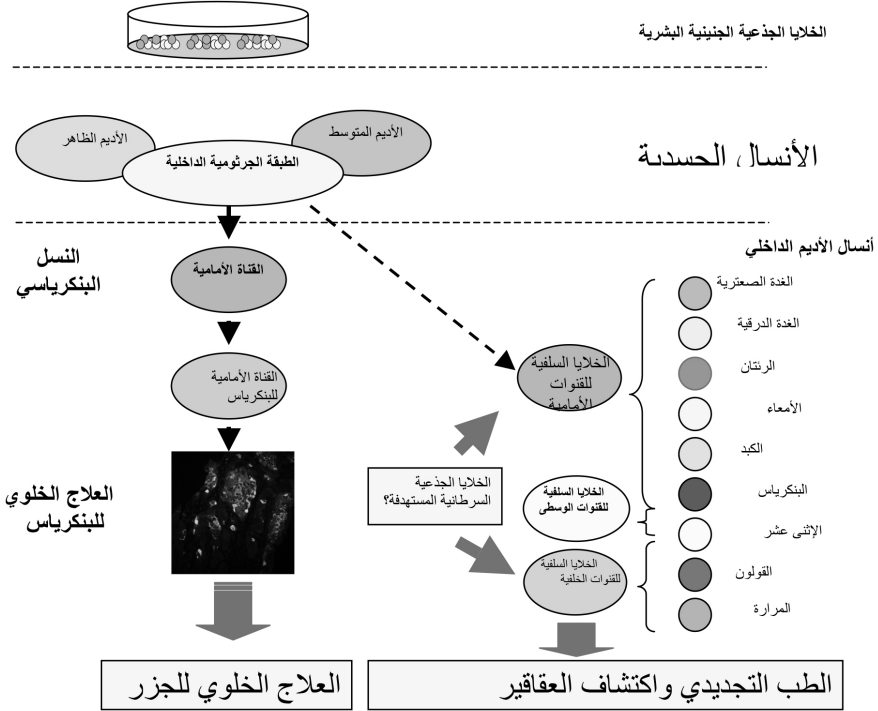 الخلايا الجذعية الجنينية البشرية
الأديم المتوسط
الأديم الظاهر
الطبقة الجرثومية الداخلية
الأنسال الجسدية
أنسال الأديم الداخلي
النسل
البنكرياسي
القناة الأمامية
الغدة الصعترية
الغدة الدرقية
الرئتان
الأمعاء
الكبد
البنكرياس
الإثنى عشر
القولون
المرارة
القناة الأمامية
للبنكرياس
الخلايا السلفية
للقنوات
الأمامية
العلاج الخلوي
للبنكرياس
الخلايا الجذعية
السرطانية المستهدفة؟
الخلايا السلفية
للقنوات الوسطى
الخلايا السلفية
للقنوات الخلفية
العلاج الخلوي للجزر
الطب التجديدي واكتشاف العقاقير